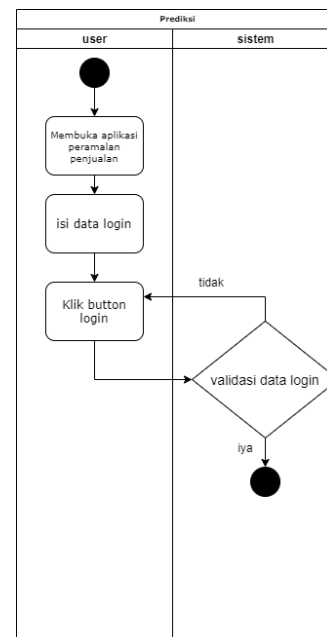 Prediksi
user
sistem
Membuka aplikasi
peramalan
penjualan
isi data login
Klik button
login
tidak
validasi data login
iya